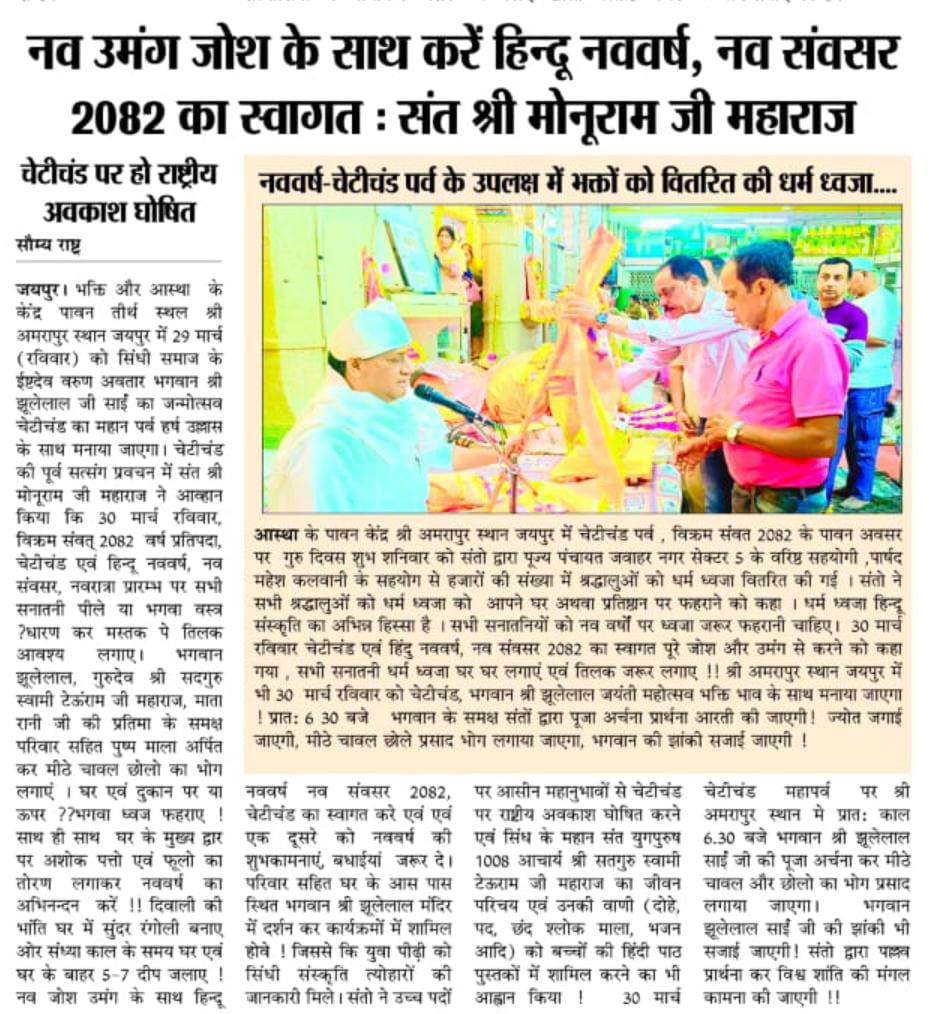 नव उमंग जोश के साथ करें हिन्दू नववर्ष, नव संवसर
2082 का स्वागत : संत श्री मोनूराम जी महाराज
चेटीचंड पर हो राष्ट्रीय
अवकाश घोषित
सौम्य राष्ट्र
जयपुर। भक्ति और आस्था के
केंद्र पावन तीर्थ स्थल श्री
अमरापुर स्थान जयपुर में 29 मार्च
(रविवार) को सिंधी समाज के
ईष्टदेव वरुण अवतार भगवान श्री
झूलेलाल जी साईं का जन्मोत्सव
चेटीचंड का महान पर्व हर्ष उल्लास
के साथ मनाया जाएगा। चेटीचंड
की पूर्व सत्संग प्रवचन में संत श्री
मोनूराम जी महाराज ने आव्हान
किया कि 30 मार्च रविवार,
विक्रम संवत् 2082 वर्ष प्रतिपदा,
चेटीचंड एवं हिन्दू नववर्ष, नव
संवसर, नवरात्रा प्रारम्भ पर सभी
सनातनी पीले या भगवा वस्त्र
?धारण कर मस्तक पे तिलक
आवश्य लगाए। भगवान
झूलेलाल, गुरुदेव श्री सदगुरु
स्वामी टेऊँराम जी महाराज, माता
रानी जी की प्रतिमा के समक्ष
परिवार सहित पुष्प माला अर्पित
कर मीठे चावल छोलो का भोग
लगाएं । घर एवं दुकान पर या
ऊपर ??भगवा ध्वज फहराए !
साथ ही साथ घर के मुख्य द्वार
पर अशोक पत्तो एवं फूलो का
तोरण लगाकर नववर्ष का
अभिनन्दन करें !! दिवाली की
भांति घर में सुंदर रंगोली बनाए
ओर संध्या काल के समय घर एवं
घर के बाहर 5-7 दीप जलाए !
नव जोश उमंग के साथ हिन्दू
नववर्ष-चेटीचंड पर्व के उपलक्ष में भक्तों को वितरित की धर्म ध्वजा....
आस्था के पावन केंद्र श्री अमरापुर स्थान जयपुर में चेटीचंड पर्व , विक्रम संवत 2082 के पावन अवसर
पर गुरु दिवस शुभ शनिवार को संतो द्वारा पूज्य पंचायत जवाहर नगर सेक्टर 5 के वरिष्ठ सहयोगी ,पार्षद
महेश कलवानी के सहयोग से हजारों की संख्या में श्रद्धालुओं को धर्म ध्वजा वितरित की गई । संतो ने
सभी श्रद्धालुओं को धर्म ध्वजा को आपने घर अथवा प्रतिष्ठान पर फहराने को कहा । धर्म ध्वजा हिन्दू
संस्कृति का अभिन्न हिस्सा है । सभी सनातनियों को नव वर्षों पर ध्वजा जरूर फहरानी चाहिए। 30 मार्च
रविवार चेटीचंड एवं हिंदु नववर्ष, नव संवसर 2082 का स्वागत पूरे जोश और उमंग से करने को कहा
गया , सभी सनातनी धर्म ध्वजा घर घर लगाएं एवं तिलक जरूर लगाए !! श्री अमरापुर स्थान जयपुर में
भी 30 मार्च रविवार को चेटीचंड, भगवान श्री झूलेलाल जयंती महोत्सव भक्ति भाव के साथ मनाया जाएगा
! प्रात: 6 30 बजे भगवान के समक्ष संतों द्वारा पूजा अर्चना प्रार्थना आरती की जाएगी! ज्योत जगाई
जाएगी, मीठे चावल छोले प्रसाद भोग लगाया जाएगा, भगवान की झांकी सजाई जाएगी !
नववर्ष नव संवसर 2082,
चेटीचंड का स्वागत करे एवं एवं
एक दूसरे को नववर्ष की
शुभकामनाएं, बधाईयां जरूर दे।
परिवार सहित घर के आस पास
स्थित भगवान श्री झूलेलाल मंदिर
में दर्शन कर कार्यक्रमों में शामिल
होवे ! जिससे कि युवा पीढ़ी को
सिंधी संस्कृति त्योहारों की
जानकारी मिले। संतो ने उच्च पदों
पर आसीन महानुभावों से चेटीचंड
पर राष्ट्रीय अवकाश घोषित करने
एवं सिंध के महान संत युगपुरुष
1008 आचार्य श्री सतगुरु स्वामी
टेऊराम जी महाराज का जीवन
परिचय एवं उनकी वाणी (दोहे,
पद, छंद श्लोक माला, भजन
आदि) को बच्चों की हिंदी पाठ
पुस्तकों में शामिल करने का भी
आह्वान किया ! 30 मार्च
चेटीचंड महापर्व पर श्री
अमरापुर स्थान मे प्रात: काल
6.30 बजे भगवान श्री झूलेलाल
साईं जी की पूजा अर्चना कर मीठे
चावल और छोलो का भोग प्रसाद
लगाया जाएगा। भगवान
झूलेलाल साईं जी की झांकी भी
सजाई जाएगी! संतो द्वारा पल्लव
प्रार्थना कर विश्व शांति की मंगल
कामना की जाएगी !!